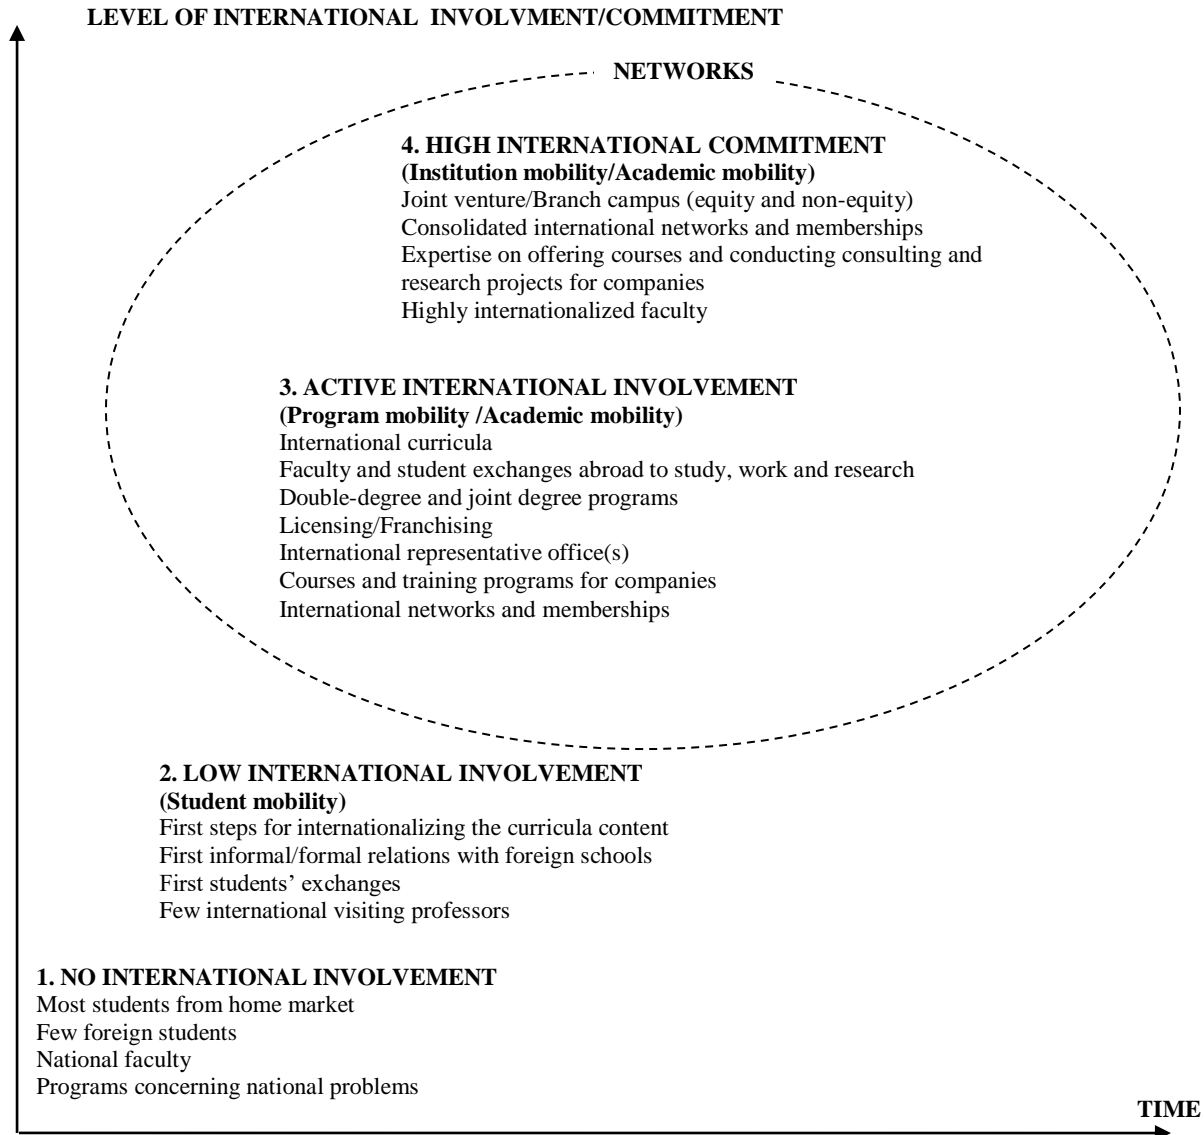 LEVEL OF INTERNATIONAL INVOLVMENT/COMMITMENT
NETWORKS
4. HIGH INTERNATIONAL COMMITMENT
(Institution mobility/Academic mobility)
Joint venture/Branch campus (equity and non-equity)
Consolidated international networks and memberships
Expertise on offering courses and conducting consulting and
research projects for companies
Highly internationalized faculty
3. ACTIVE INTERNATIONAL INVOLVEMENT
(Program mobility /Academic mobility)
International curricula
Faculty and student exchanges abroad to study, work and research
Double-degree and joint degree programs
Licensing/Franchising
International representative office(s)
Courses and training programs for companies
International networks and memberships
2. LOW INTERNATIONAL INVOLVEMENT
(Student mobility)
First steps for internationalizing the curricula content
First informal/formal relations with foreign schools
First students’ exchanges
Few international visiting professors
1. NO INTERNATIONAL INVOLVEMENT
Most students from home market
Few foreign students
National faculty
Programs concerning national problems
TIME